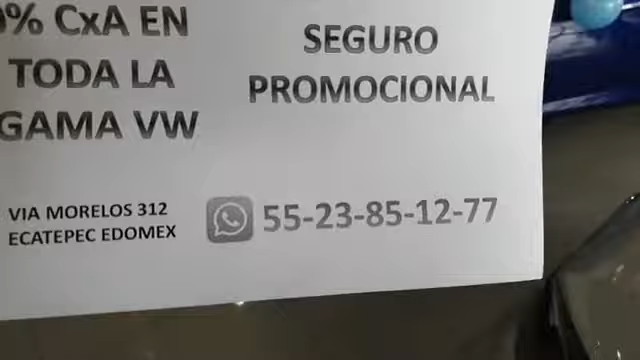 % CxA EN
TODA LA
GAMA VW
SEGURO
PROMOCIONAL
VIA MORELOS 312
ECATEPEC EDOMEX
55-23-85-12-77